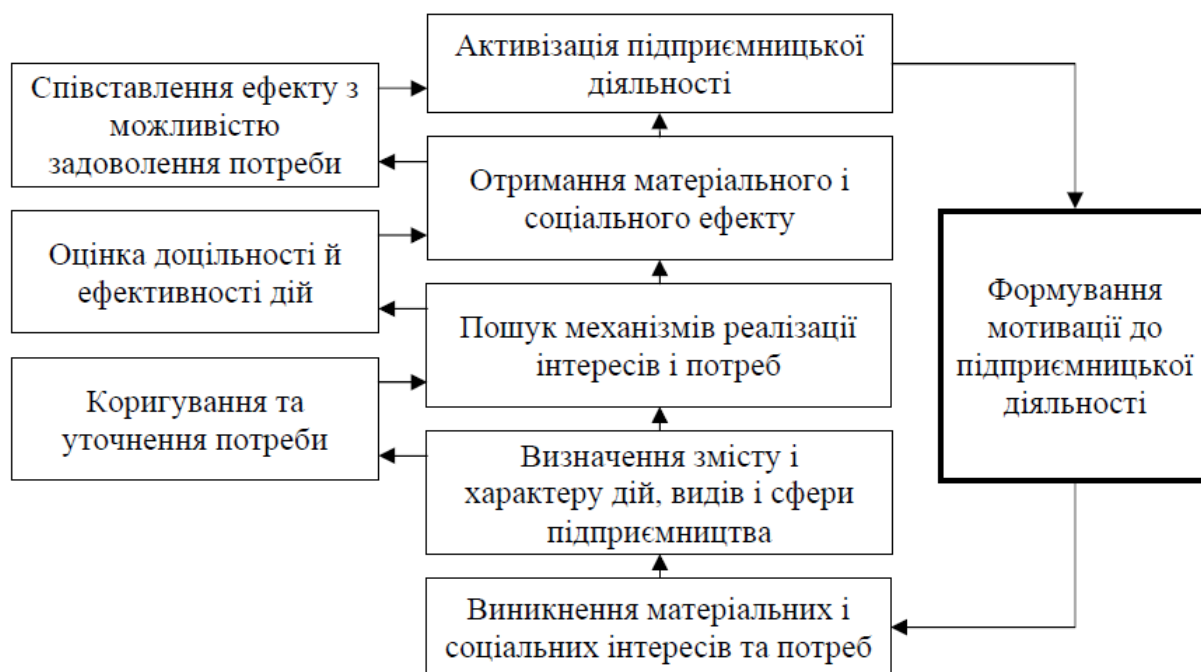 Активізація підприємницької
діяльності
Співставлення ефекту з
можливістю
задоволення потреби
Отримання матеріального і
соціального ефекту
Оцінка доцільності й
ефективності дій
Пошук механізмів реалізації
інтересів і потреб
Коригування та
уточнення потреби
Визначення змісту і
характеру дій, видів і сфери
підприємництва
Виникнення матеріальних і
соціальних інтересів та потреб
Формування
мотивації до
підприємницької
діяльності